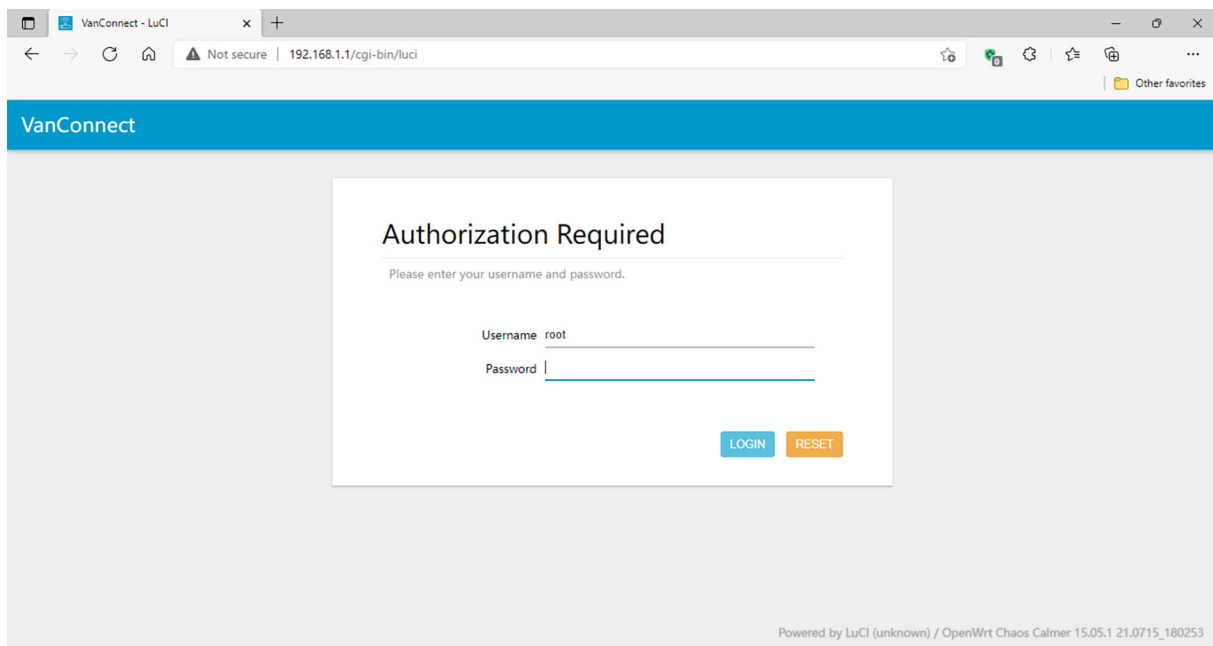 VanConnect - LuCI
Not secure | 192.168.1.1/cgi-bin/luci
0
Other favorites
VanConnect
Authorization Required
Please enter your username and password.
Username root
Password
LOGIN RESET
Powered by LuCI (unknown) / OpenWrt Chaos Calmer 15.05.1 21.0715_180253